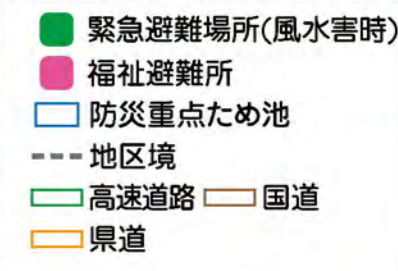 緊急避難場所(風水害時)
福祉避難所
防災重点ため池
地区境
高速道路 国道
県道